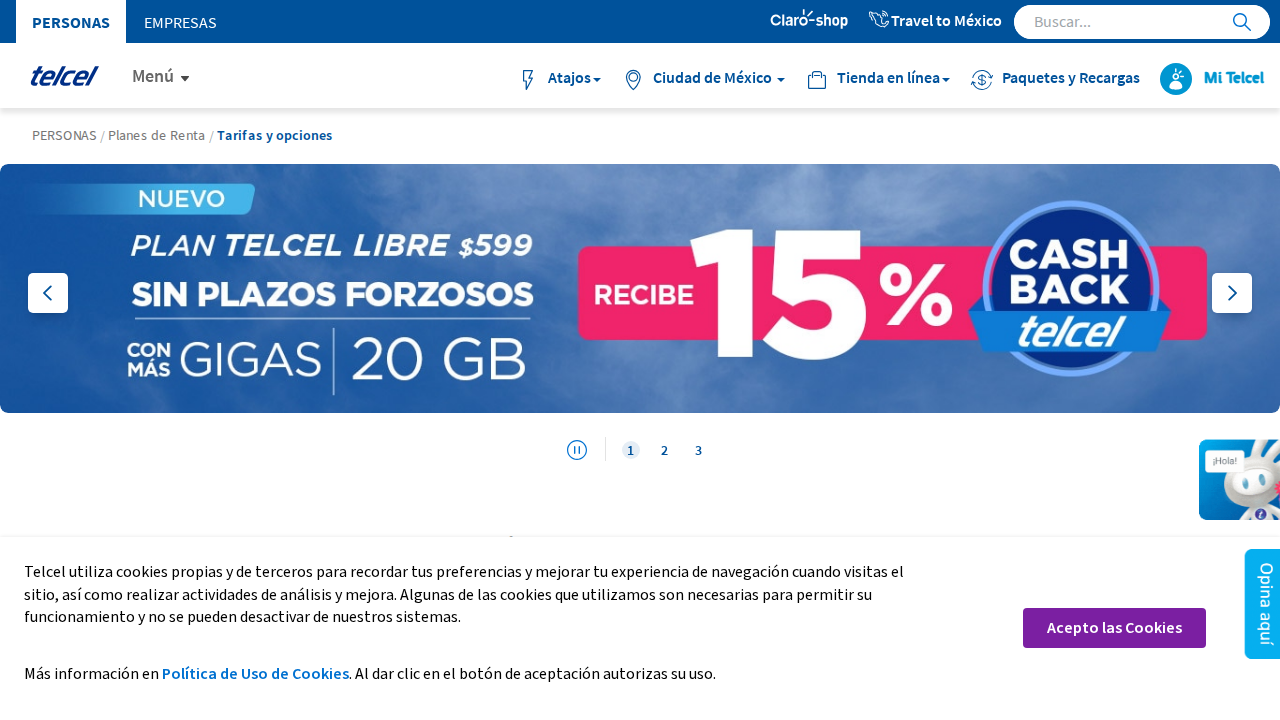 PERSONAS
EMPRESAS
Claro-shop
Travel to México
Buscar...
telcel
Menú
Atajos
Ciudad de México
Tienda en línea
Paquetes y Recargas
Mi Telcel
PERSONAS / Planes de Renta / Tarifas y opciones
NUEVO
PLAN TELCEL LIBRE $599
SIN PLAZOS FORZOSOS
CON MÁS GIGAS 20 GB
RECIBE 15%
CASH BACK
telcel
1 2 3
¡Hola!
Telcel utiliza cookies propias y de terceros para recordar tus preferencias y mejorar tu experiencia de navegación cuando visitas el
sitio, así como realizar actividades de análisis y mejora. Algunas de las cookies que utilizamos son necesarias para permitir su
funcionamiento y no se pueden desactivar de nuestros sistemas.
Acepto las Cookies
Opina aquí
Más información en Política de Uso de Cookies. Al dar clic en el botón de aceptación autorizas su uso.